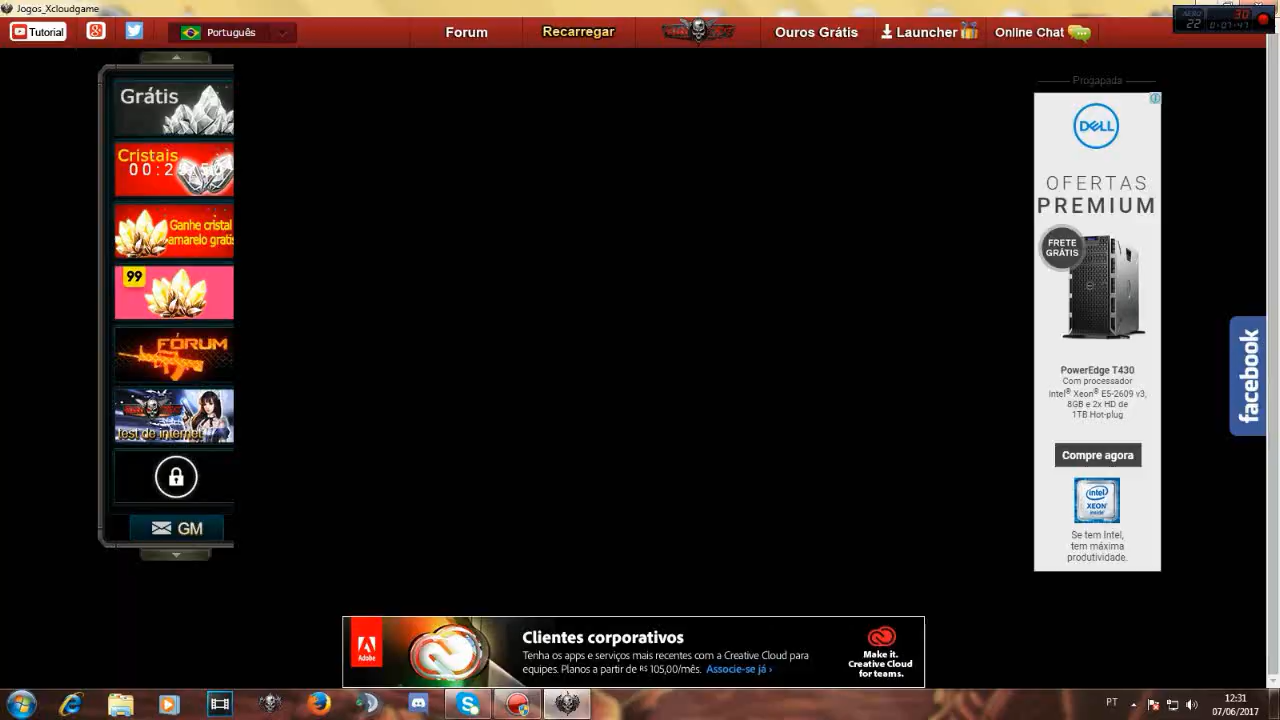 Jogos_Xcloudgame
Tutorial
Português
Forum
Recarregar
Ouros Grátis
Launcher
Online Chat
30
22
Grátis
Cristais
Ganhe cristal
amarelo grátis
99
FÓRUM
test de internet
GM
Progapada
DELL
OFERTAS
PREMIUM
FRETE
GRÁTIS
PowerEdge T430
Com processador
Intel® Xeon® E5-2609 v3,
8GB e 2x HD de
1TB Hot-plug
Compre agora
intel
XEON
inside
Se tem Intel,
tem máxima
produtividade.
facebook
Adobe
Clientes corporativos
Tenha os apps e serviços mais recentes com a Creative Cloud para
equipes. Planos a partir de R$ 105,00/mês. Associe-se já ›
Make it.
Creative Cloud
for teams.
PT
12:31
07/06/2017